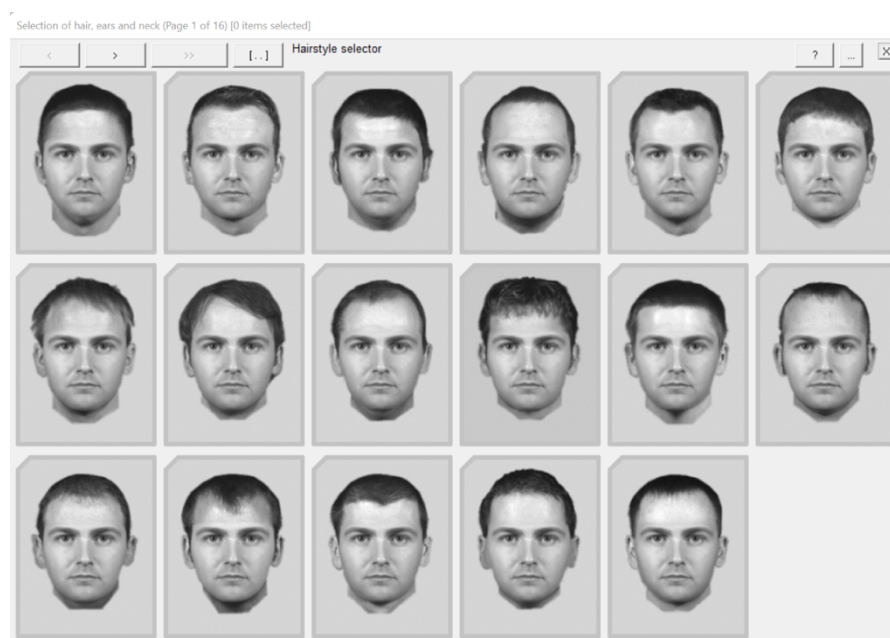 Selection of hair, ears and neck (Page 1 of 16) [0 items selected]
< > >> [..] Hairstyle selector ? ... X